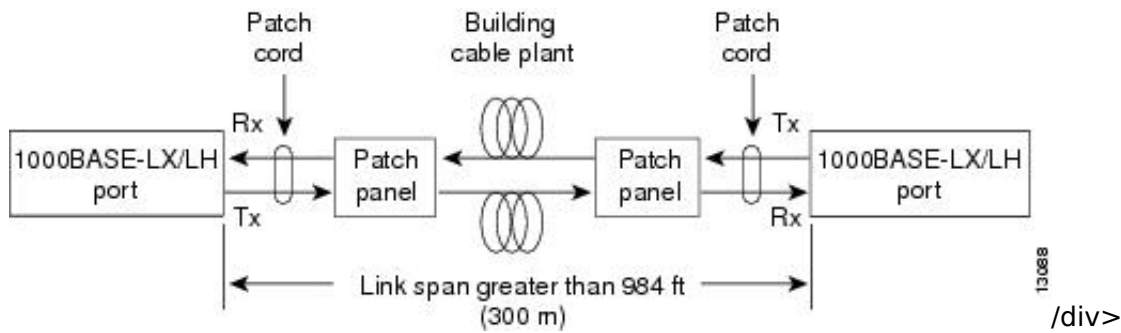 Patch cord
Building cable plant
Patch cord
Rx
Tx
1000BASE-LX/LH port
Patch panel
Patch panel
1000BASE-LX/LH port
Tx
Rx
Link span greater than 984 ft
(300 m)
13088
/div>